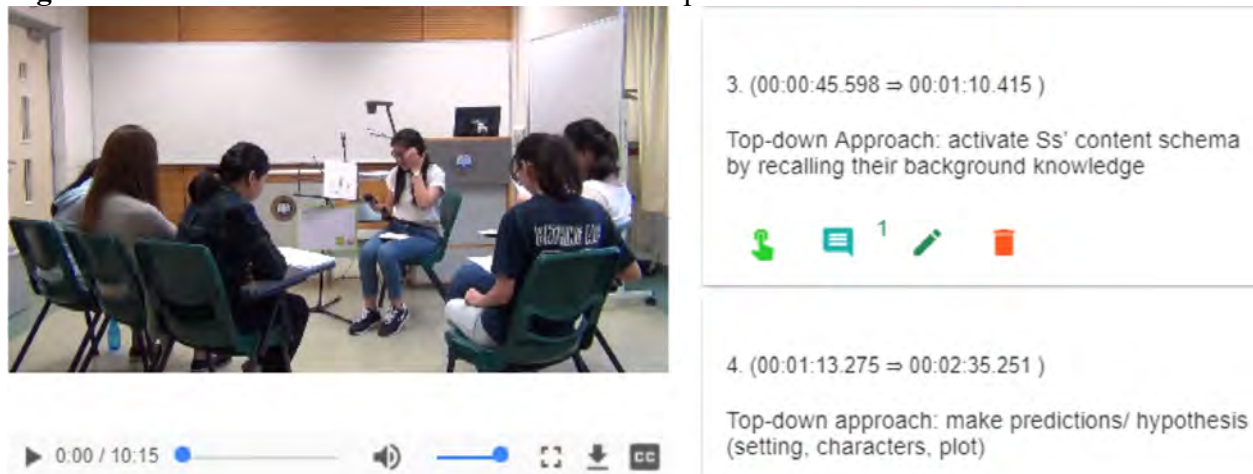 0:00 / 10:15
CC
3. (00:00:45.598 ⇒ 00:01:10.415 )
Top-down Approach: activate Ss’ content schema
by recalling their background knowledge
1
4. (00:01:13.275 ⇒ 00:02:35.251 )
Top-down approach: make predictions/ hypothesis
(setting, characters, plot)